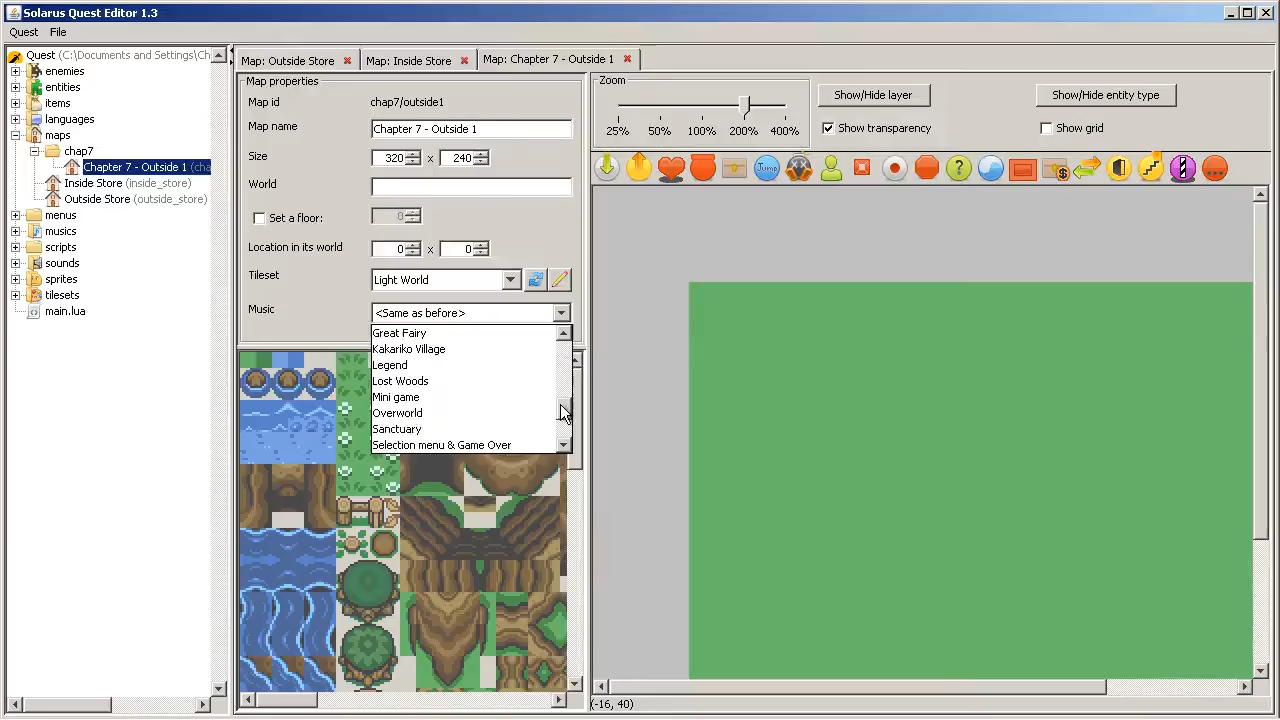 Solarus Quest Editor 1.3
Quest File
Quest (C:\Documents and Settings\Ch
enemies
entities
items
languages
maps
chap7
Chapter 7 - Outside 1 (cha
Inside Store (inside_store)
Outside Store (outside_store)
menus
musics
scripts
sounds
sprites
tilesets
main.lua
Map: Outside Store
Map: Inside Store
Map: Chapter 7 - Outside 1
Map properties
Map id chap7/outside1
Map name Chapter 7 - Outside 1
Size 320 x 240
World
Set a floor: 0
Location in its world 0 x 0
Tileset Light World
Music <Same as before>
Great Fairy
Kakariko Village
Legend
Lost Woods
Mini game
Overworld
Sanctuary
Selection menu & Game Over
Zoom
25% 50% 100% 200% 400%
Show/Hide layer
Show transparency
Show/Hide entity type
Show grid
Jump
?
$
(-16, 40)